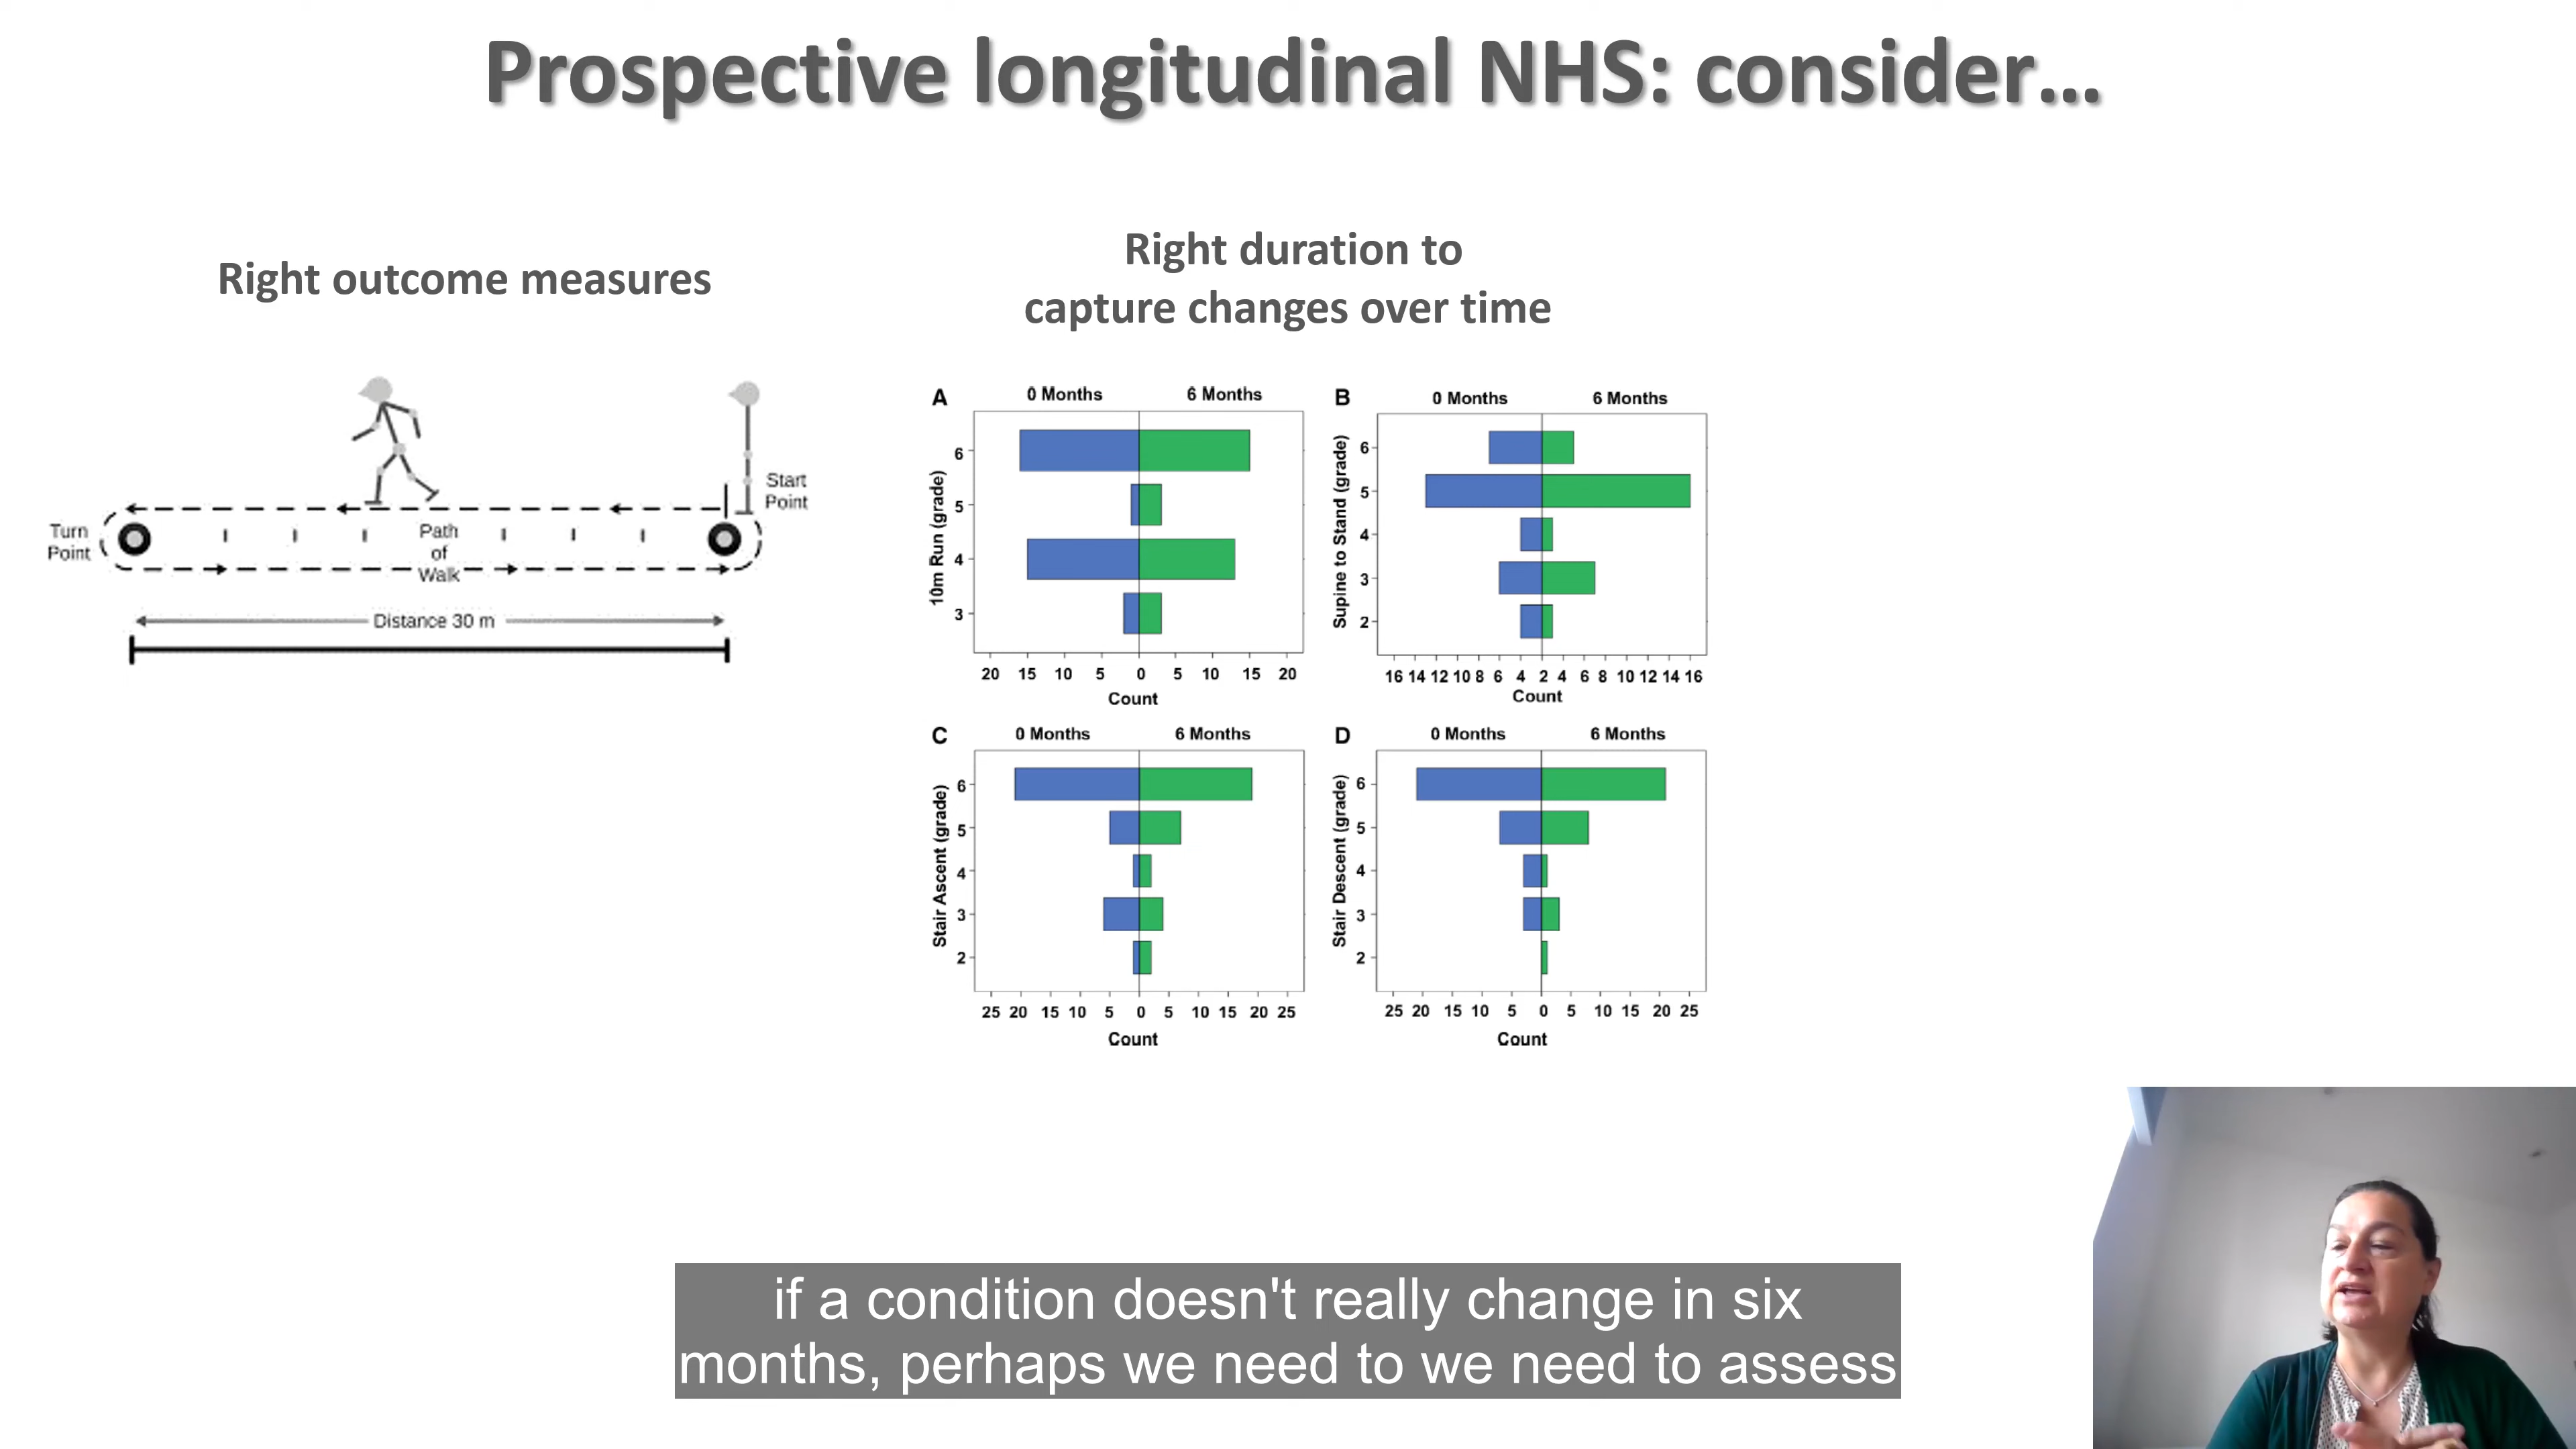 Prospective longitudinal NHS: consider...
Right outcome measures
Start
Point
Turn
Point
Path
of
Walk
Distance 30 m
Right duration to
capture changes over time
A
0 Months 6 Months
10m Run (grade)
6
5
4
3
20 15 10 5 0 5 10 15 20
Count
B
0 Months 6 Months
Supine to Stand (grade)
6
5
4
3
2
16 14 12 10 8 6 4 2 4 6 8 10 12 14 16
Count
C
0 Months 6 Months
Stair Ascent (grade)
6
5
4
3
2
25 20 15 10 5 0 5 10 15 20 25
Count
D
0 Months 6 Months
Stair Descent (grade)
6
5
4
3
2
25 20 15 10 5 0 5 10 15 20 25
Count
if a condition doesn't really change in six
months, perhaps we need to we need to assess